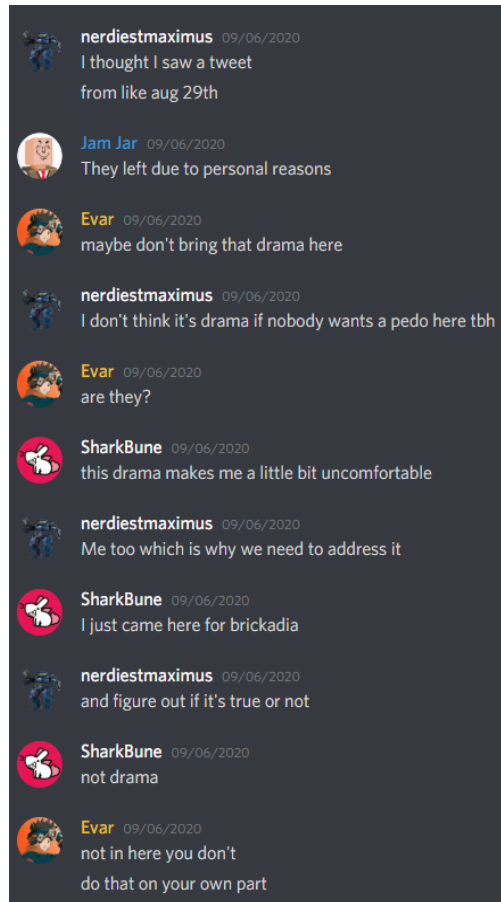 nerdiestmaximus 09/06/2020
I thought I saw a tweet
from like aug 29th
Jam Jar 09/06/2020
They left due to personal reasons
Evar 09/06/2020
maybe don't bring that drama here
nerdiestmaximus 09/06/2020
I don't think it's drama if nobody wants a pedo here tbh
Evar 09/06/2020
are they?
SharkBune 09/06/2020
this drama makes me a little bit uncomfortable
nerdiestmaximus 09/06/2020
Me too which is why we need to address it
SharkBune 09/06/2020
I just came here for brickadia
nerdiestmaximus 09/06/2020
and figure out if it's true or not
SharkBune 09/06/2020
not drama
Evar 09/06/2020
not in here you don't
do that on your own part